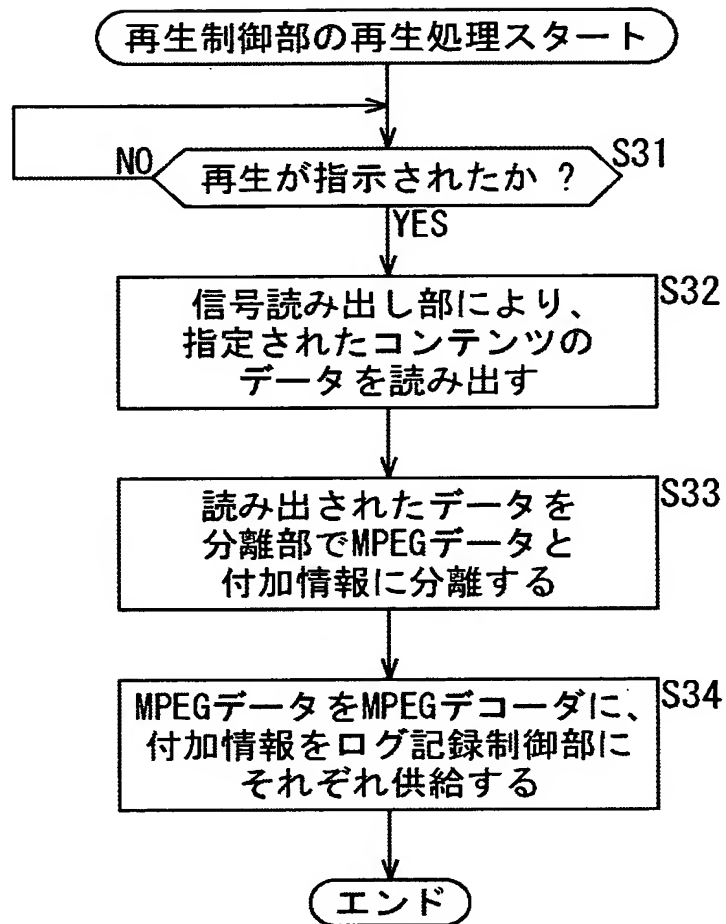 再生制御部の再生処理スタート
NO
再生が指示されたか ?
S31
YES
信号読み出し部により、
S32
指定されたコンテンツの
データを読み出す
読み出されたデータを
S33
分離部でMPEGデータと
付加情報に分離する
MPEGデータをMPEGデコーダに、
S34
付加情報をログ記録制御部に
それぞれ供給する
エンド